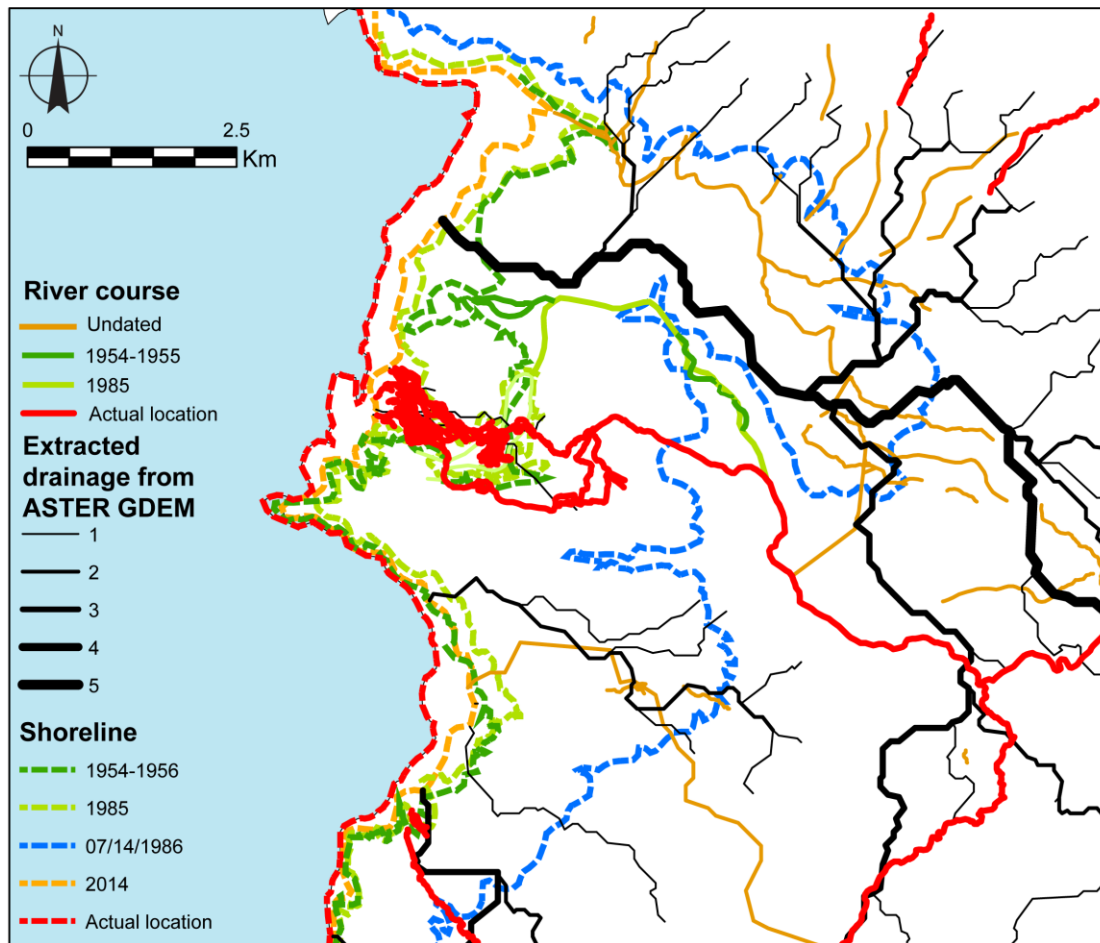 N
0 2.5
Km
River course
Undated
1954-1955
1985
Actual location
Extracted
drainage from
ASTER GDEM
1
2
3
4
5
Shoreline
1954-1956
1985
07/14/1986
2014
Actual location